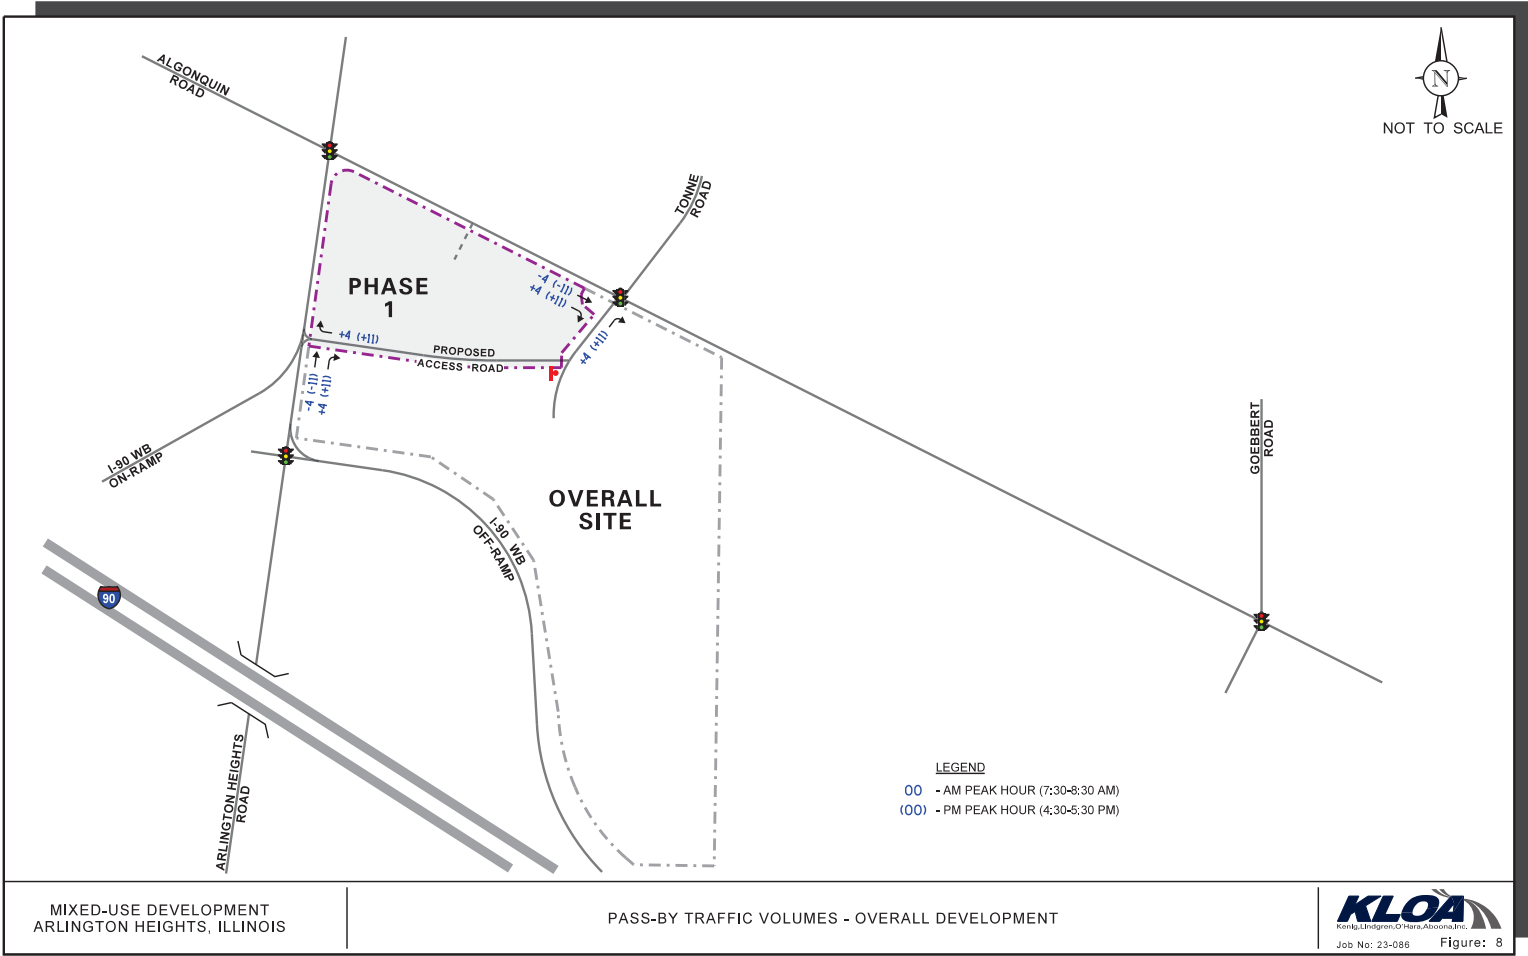 ALGONQUIN
ROAD
N
NOT TO SCALE
TONNE
ROAD
PHASE
1
-4 (-11)
+4 (+11)
+4 (+11)
+4 (+11)
PROPOSED
ACCESS ROAD
-4 (-11)
+4 (+11)
I-90 WB
ON-RAMP
GOEBBERT
ROAD
OVERALL
SITE
I-90 WB
OFF-RAMP
90
ARLINGTON HEIGHTS
ROAD
LEGEND
00 - AM PEAK HOUR (7:30-8:30 AM)
(00) - PM PEAK HOUR (4:30-5:30 PM)
MIXED-USE DEVELOPMENT
ARLINGTON HEIGHTS, ILLINOIS
PASS-BY TRAFFIC VOLUMES - OVERALL DEVELOPMENT
KLOA
Kenig,Lindgren,O'Hara,Aboona,Inc.
Job No: 23-086 Figure: 8